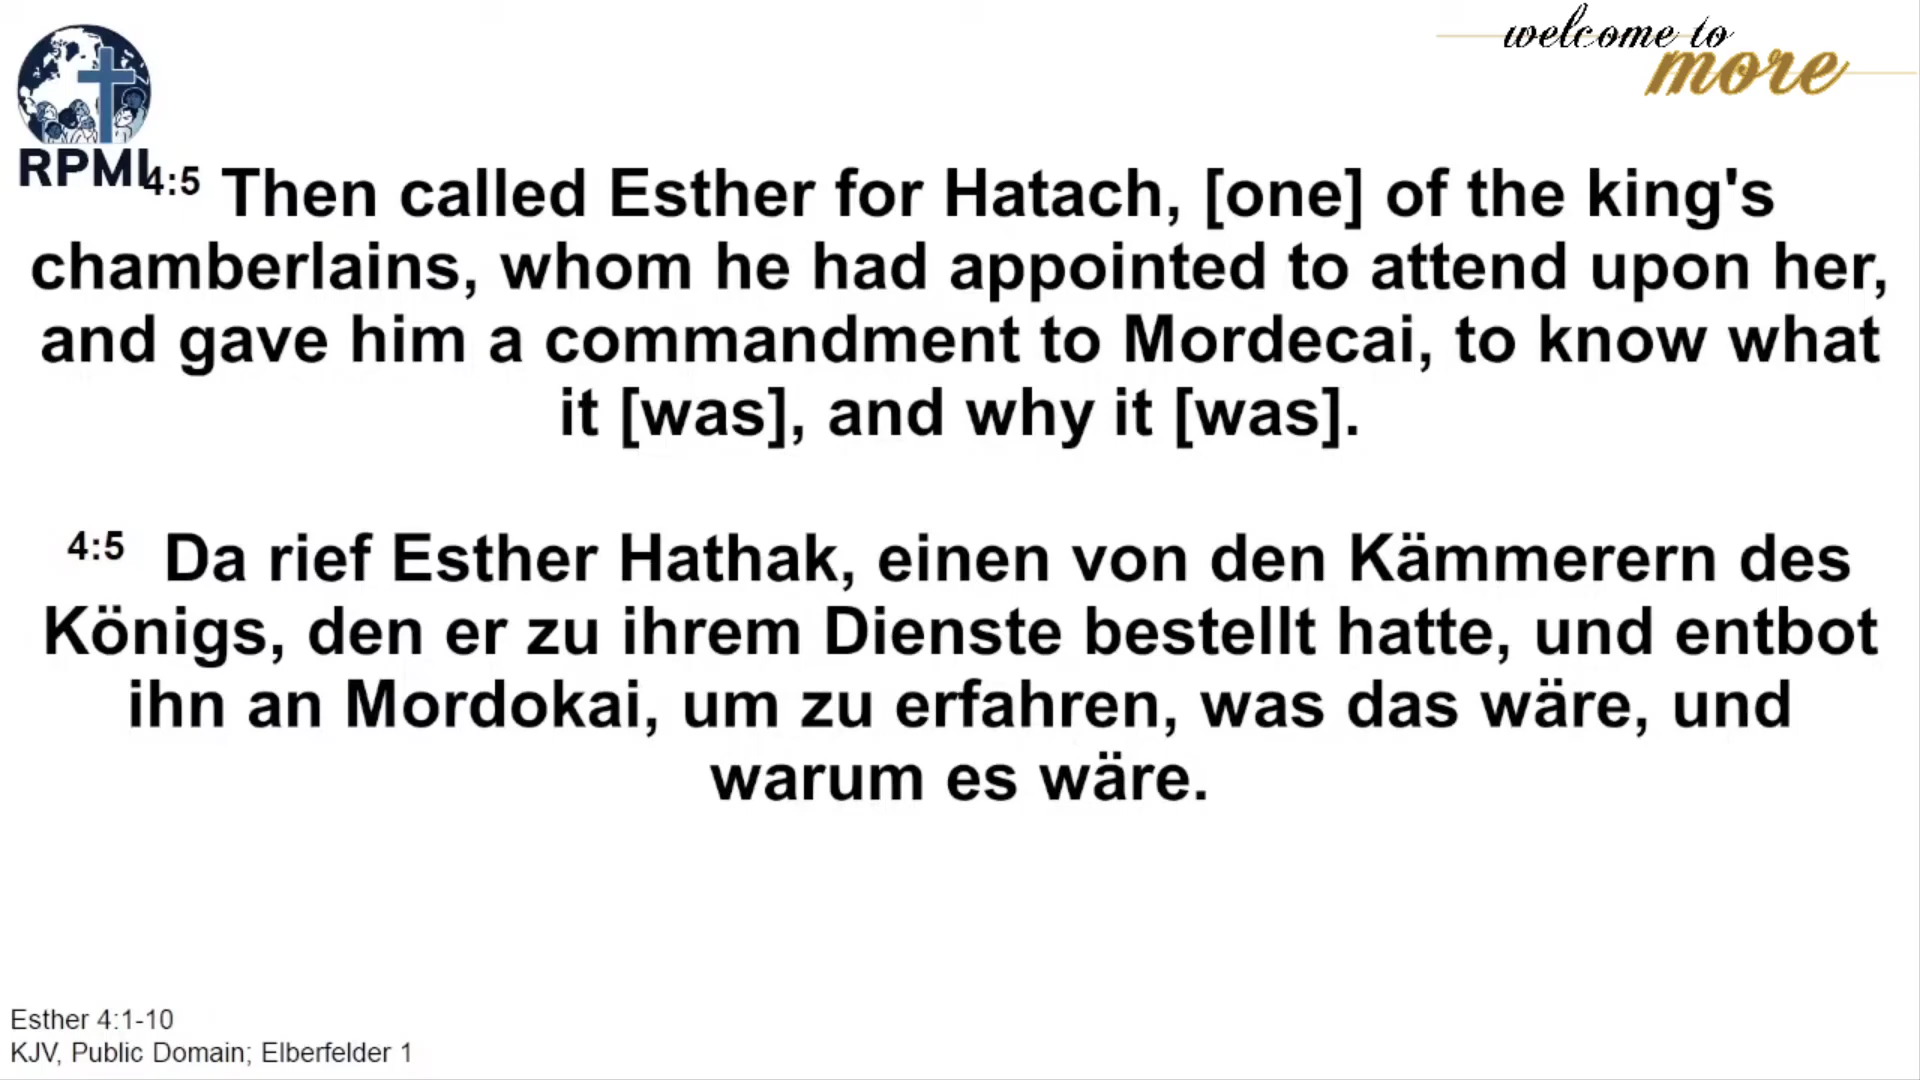 welcome to
more
RPMI
4:5 Then called Esther for Hatach, [one] of the king's
chamberlains, whom he had appointed to attend upon her,
and gave him a commandment to Mordecai, to know what
it [was], and why it [was].
4:5 Da rief Esther Hathak, einen von den Kämmerern des
Königs, den er zu ihrem Dienste bestellt hatte, und entbot
ihn an Mordokai, um zu erfahren, was das wäre, und
warum es wäre.
Esther 4:1-10
KJV, Public Domain; Elberfelder 1